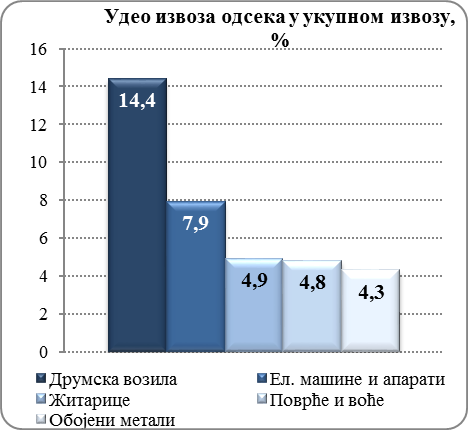 Удео извоза одсека у укупном извозу,
%
16
14
12
10
8
6
4
2
0
14,4
7,9
4,9
4,8
4,3
Друмска возила
Ел. машине и апарати
Житарице
Поврће и воће
Обојени метали